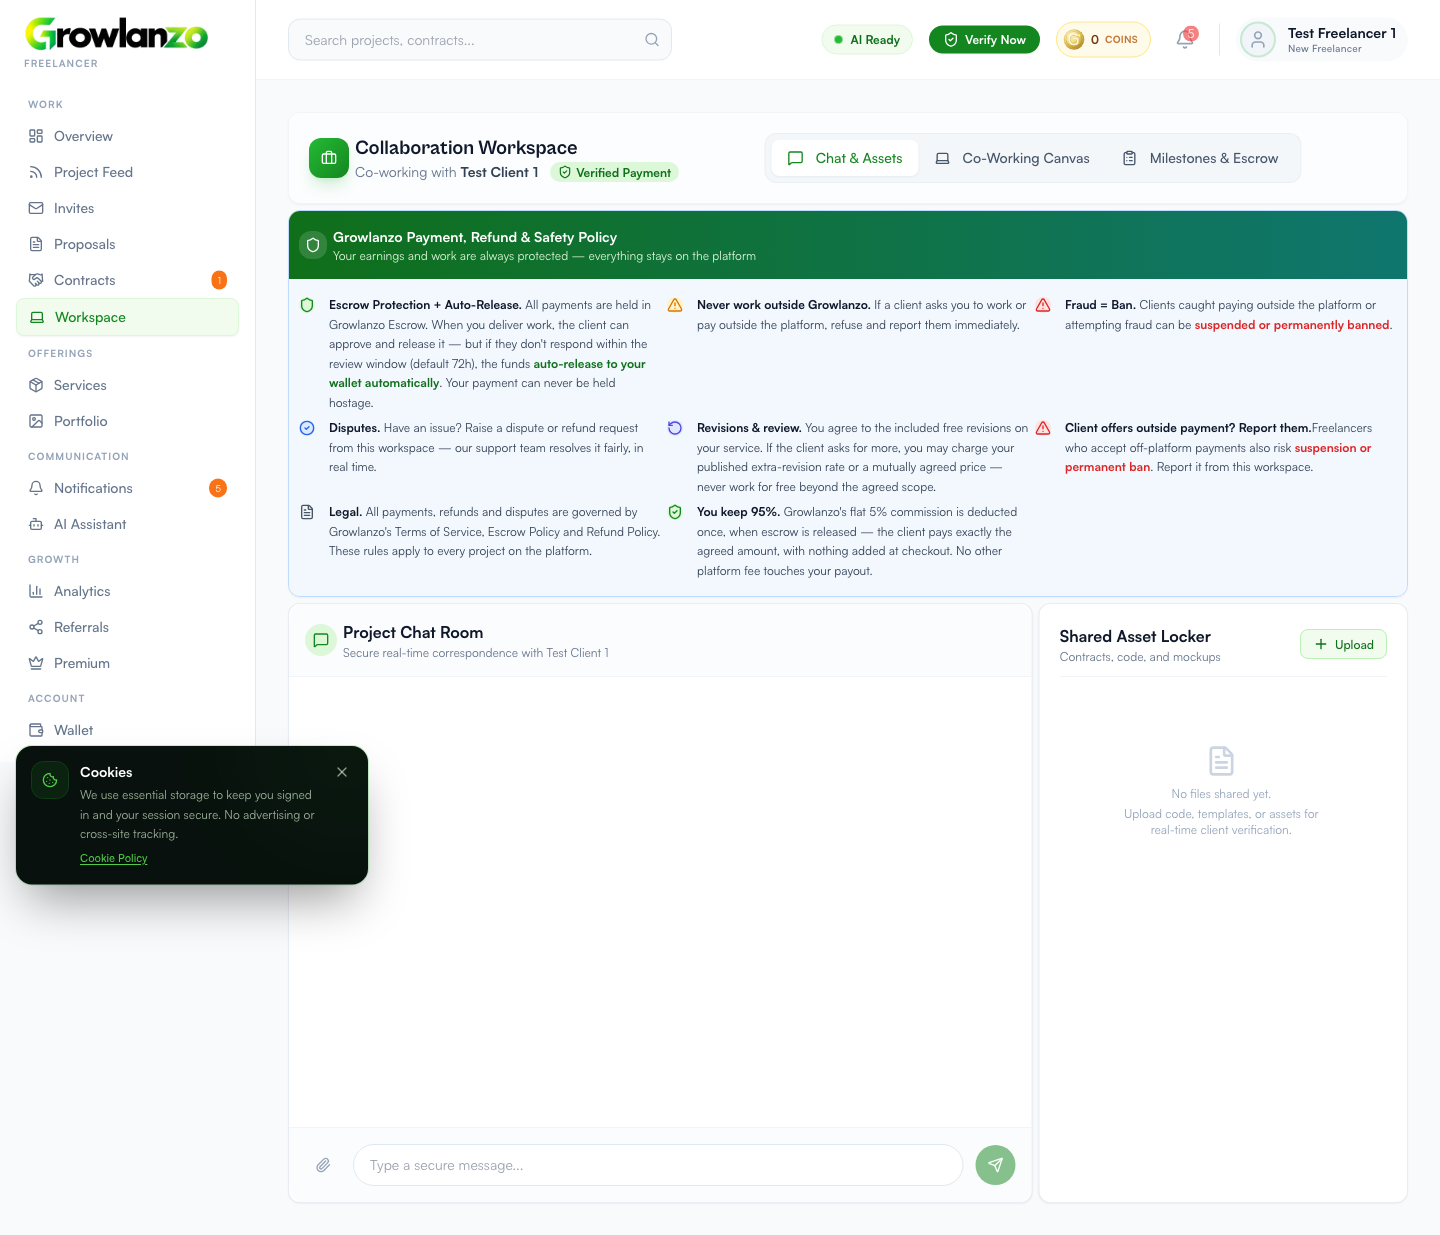 Growlanzo
FREELANCER
Search projects, contracts...
AI Ready
Verify Now
0 COINS
5
Test Freelancer 1
New Freelancer
WORK
Overview
Project Feed
Invites
Proposals
Contracts
1
Workspace
OFFERINGS
Services
Portfolio
COMMUNICATION
Notifications
5
AI Assistant
GROWTH
Analytics
Referrals
Premium
ACCOUNT
Wallet
Collaboration Workspace
Co-working with Test Client 1
Verified Payment
Chat & Assets
Co-Working Canvas
Milestones & Escrow
Growlanzo Payment, Refund & Safety Policy
Your earnings and work are always protected — everything stays on the platform
Escrow Protection + Auto-Release. All payments are held in
Growlanzo Escrow. When you deliver work, the client can
approve and release it — but if they don't respond within the
review window (default 72h), the funds auto-release to your
wallet automatically. Your payment can never be held
hostage.
Never work outside Growlanzo. If a client asks you to work or
pay outside the platform, refuse and report them immediately.
Fraud = Ban. Clients caught paying outside the platform or
attempting fraud can be suspended or permanently banned.
Disputes. Have an issue? Raise a dispute or refund request
from this workspace — our support team resolves it fairly, in
real time.
Revisions & review. You agree to the included free revisions on
your service. If the client asks for more, you may charge your
published extra-revision rate or a mutually agreed price —
never work for free beyond the agreed scope.
Client offers outside payment? Report them.Freelancers
who accept off-platform payments also risk suspension or
permanent ban. Report it from this workspace.
Legal. All payments, refunds and disputes are governed by
Growlanzo's Terms of Service, Escrow Policy and Refund Policy.
These rules apply to every project on the platform.
You keep 95%. Growlanzo's flat 5% commission is deducted
once, when escrow is released — the client pays exactly the
agreed amount, with nothing added at checkout. No other
platform fee touches your payout.
Project Chat Room
Secure real-time correspondence with Test Client 1
Shared Asset Locker
Contracts, code, and mockups
Upload
No files shared yet.
Upload code, templates, or assets for
real-time client verification.
Cookies
We use essential storage to keep you signed
in and your session secure. No advertising or
cross-site tracking.
Cookie Policy
Type a secure message...